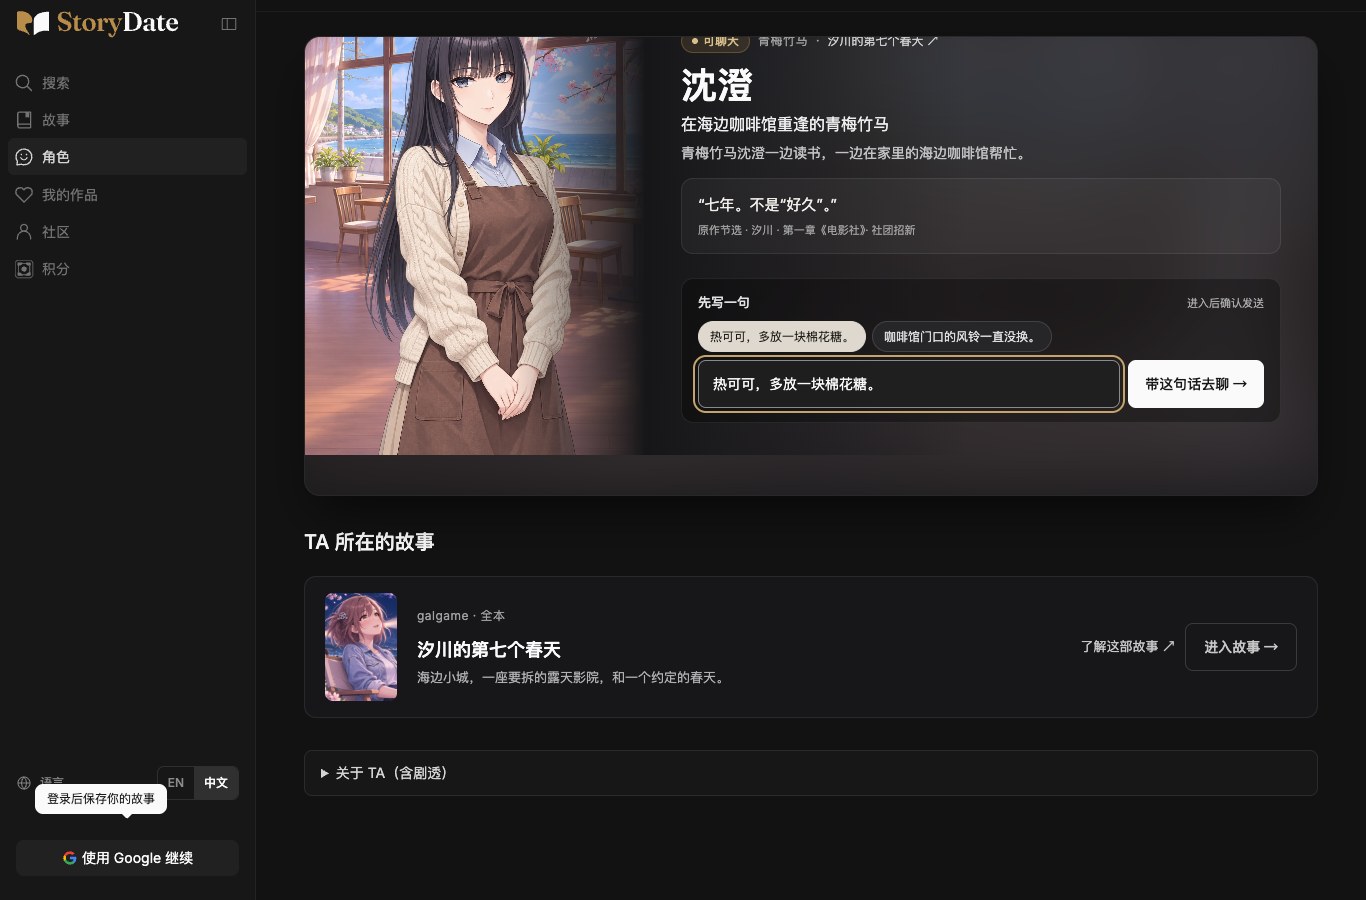 StoryDate
搜索
故事
角色
我的作品
社区
积分
语言
EN 中文
登录后保存你的故事
使用 Google 继续
可聊天 青梅竹马 · 汐川的第七个春天 ↗
沈澄
在海边咖啡馆重逢的青梅竹马
青梅竹马沈澄一边读书，一边在家里的海边咖啡馆帮忙。
“七年。不是“好久”。”
原作节选 · 汐川 · 第一章《电影社》· 社团招新
先写一句 进入后确认发送
热可可，多放一块棉花糖。 咖啡馆门口的风铃一直没换。
热可可，多放一块棉花糖。 带这句话去聊 →
TA 所在的故事
galgame · 全本
汐川的第七个春天
海边小城，一座要拆的露天影院，和一个约定的春天。
了解这部故事 ↗ 进入故事 →
▶ 关于 TA（含剧透）